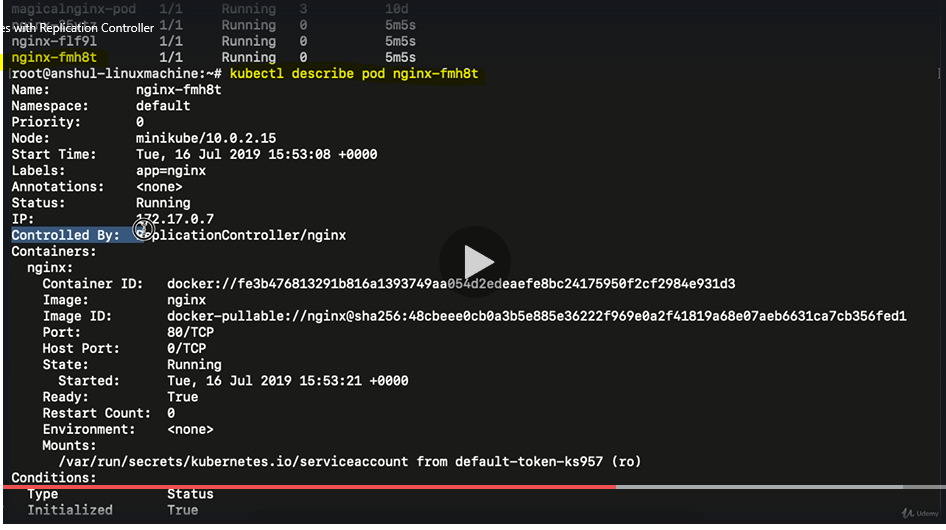 magicalnginx-pod 1/1 Running 3 10d
1/1 Running 0 5m5s
es with Replication Controller
nginx-flf9l 1/1 Running 0 5m5s
nginx-fmh8t 1/1 Running 0 5m5s
[root@anshul-linuxmachine:~# kubectl describe pod nginx-fmh8t ]
Name: nginx-fmh8t
Namespace: default
Priority: 0
Node: minikube/10.0.2.15
Start Time: Tue, 16 Jul 2019 15:53:08 +0000
Labels: app=nginx
Annotations: <none>
Status: Running
IP: 172.17.0.7
Controlled By: ReplicationController/nginx
Containers:
nginx:
Container ID: docker://fe3b476813291b816a1393749aa054d2edeaefe8bc24175950f2cf2984e931d3
Image: nginx
Image ID: docker-pullable://nginx@sha256:48cbeee0cb0a3b5e885e36222f969e0a2f41819a68e07aeb6631ca7cb356fed1
Port: 80/TCP
Host Port: 0/TCP
State: Running
Started: Tue, 16 Jul 2019 15:53:21 +0000
Ready: True
Restart Count: 0
Environment: <none>
Mounts:
/var/run/secrets/kubernetes.io/serviceaccount from default-token-ks957 (ro)
Conditions:
Type Status
Initialized True
Udemy